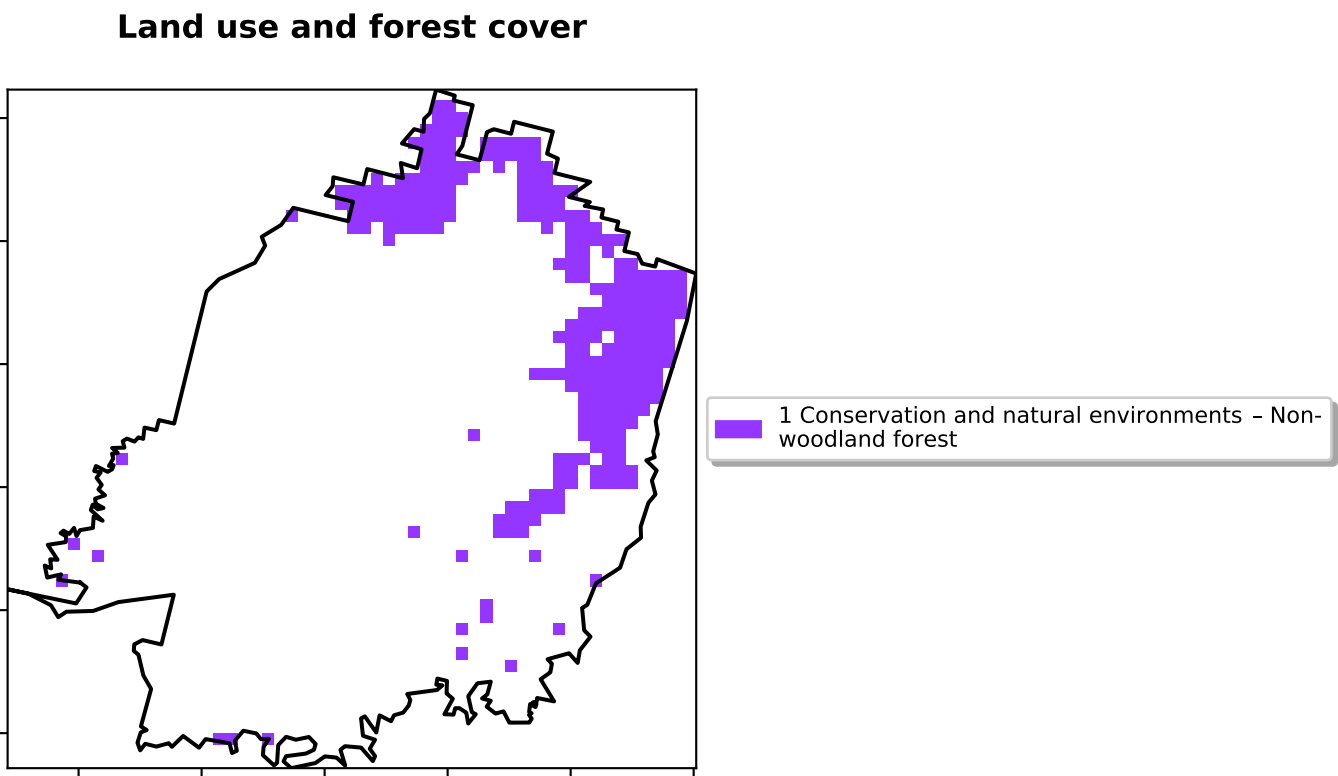 Land use and forest cover
1 Conservation and natural environments – Non-
woodland forest